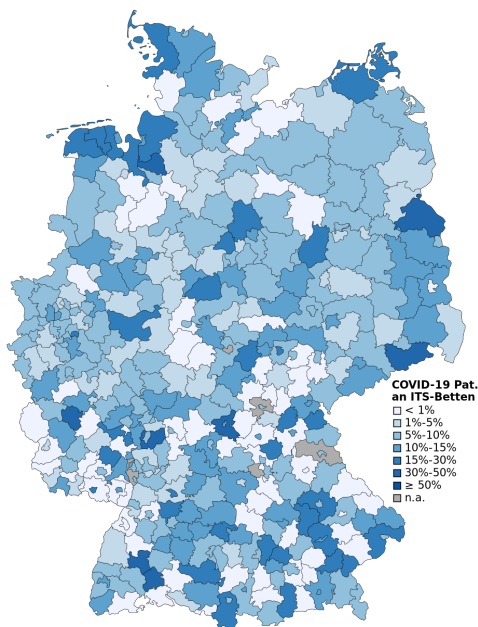 COVID-19 Pat.
an ITS-Betten
< 1%
1%-5%
5%-10%
10%-15%
15%-30%
30%-50%
≥ 50%
n.a.